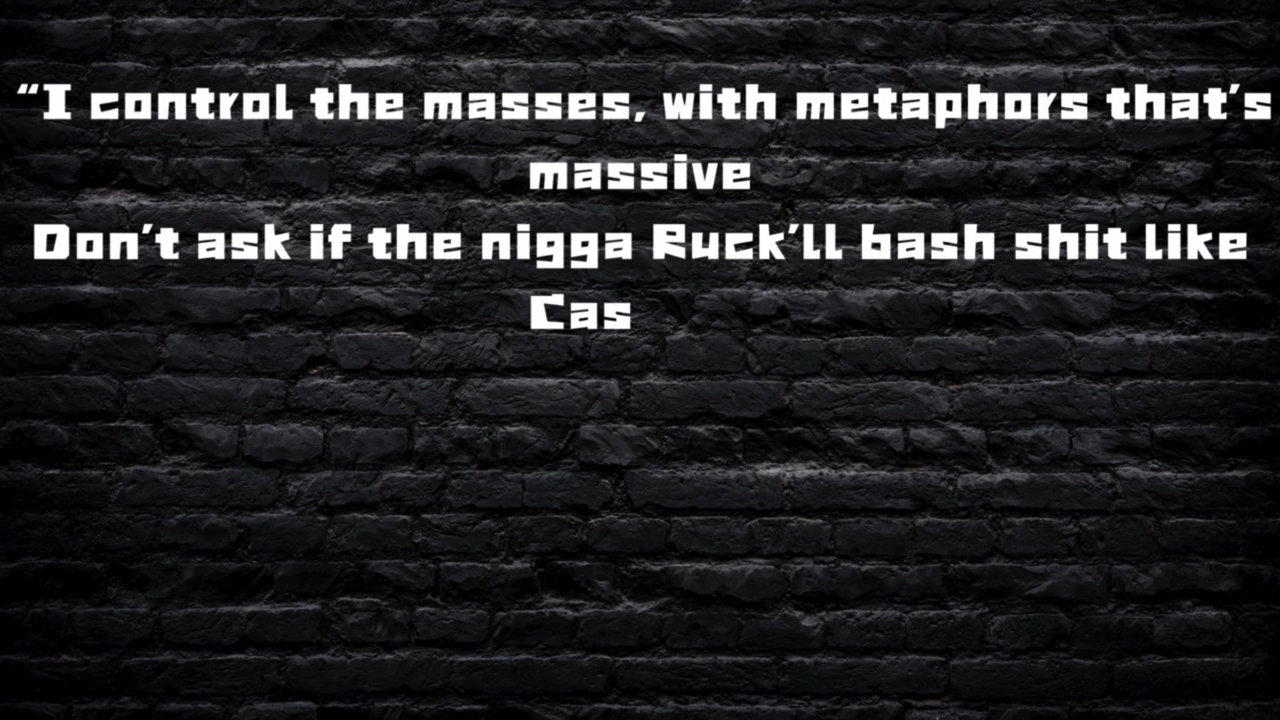 “I control the masses, with metaphors that’s
massive
Don’t ask if the nigga Ruck’ll bash shit like
Cas